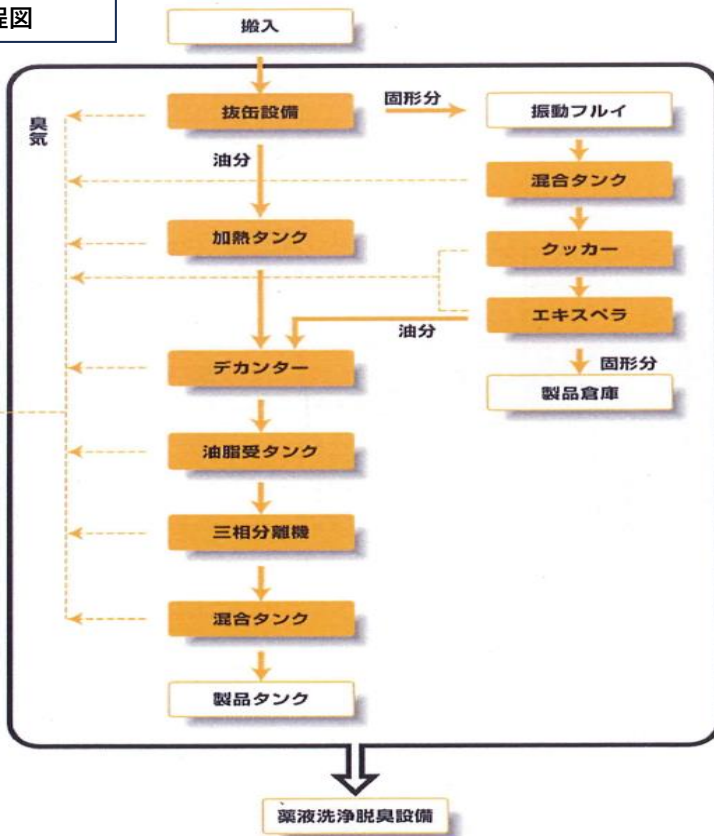 程図
搬入
臭気
抜缶設備
固形分
振動フルイ
油分
混合タンク
加熱タンク
クッカー
エキスペラ
油分
デカンター
固形分
製品倉庫
油脂受タンク
三相分離機
混合タンク
製品タンク
薬液洗浄脱臭設備